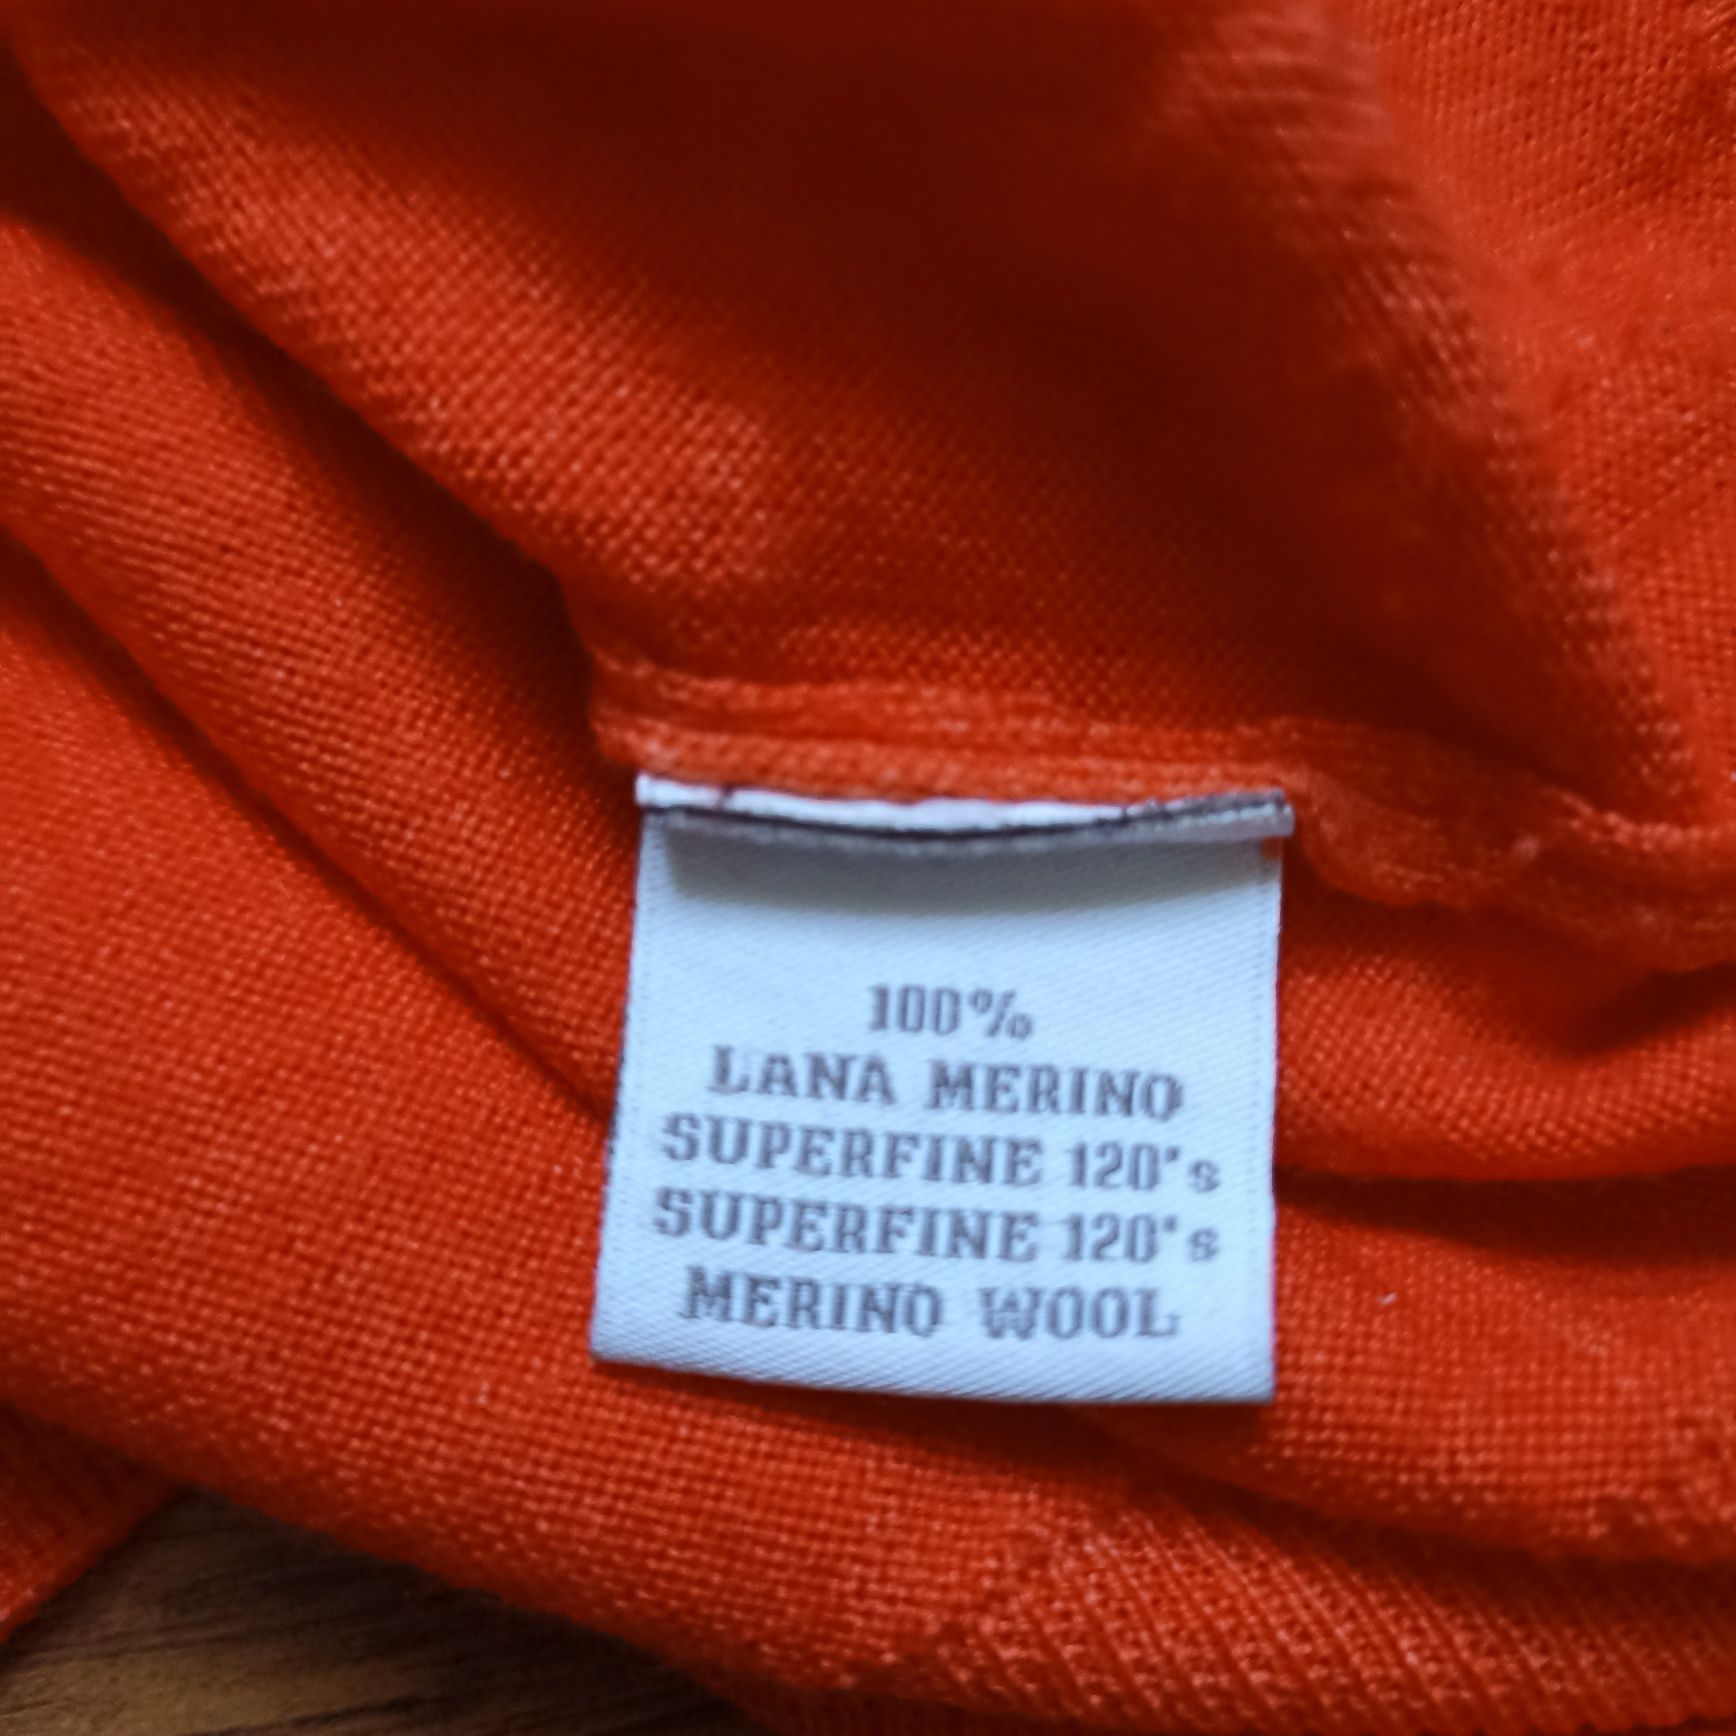 100%
LANA MERINO
SUPERFINE 120's
SUPERFINE 120's
MERINO WOOL